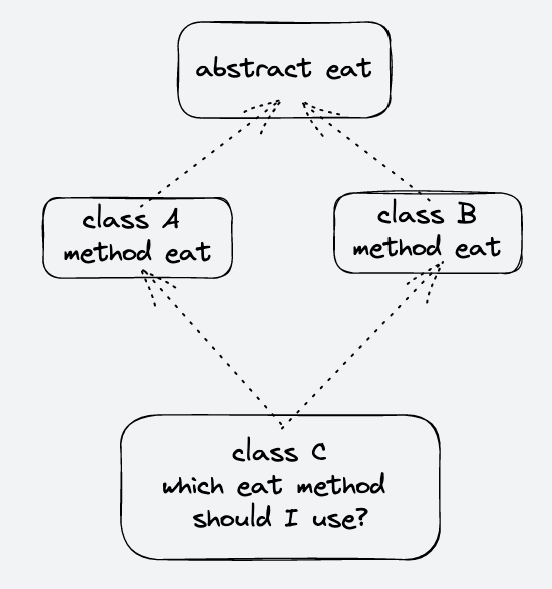 abstract eat
class A
method eat
class B
method eat
class C
which eat method
should I use?